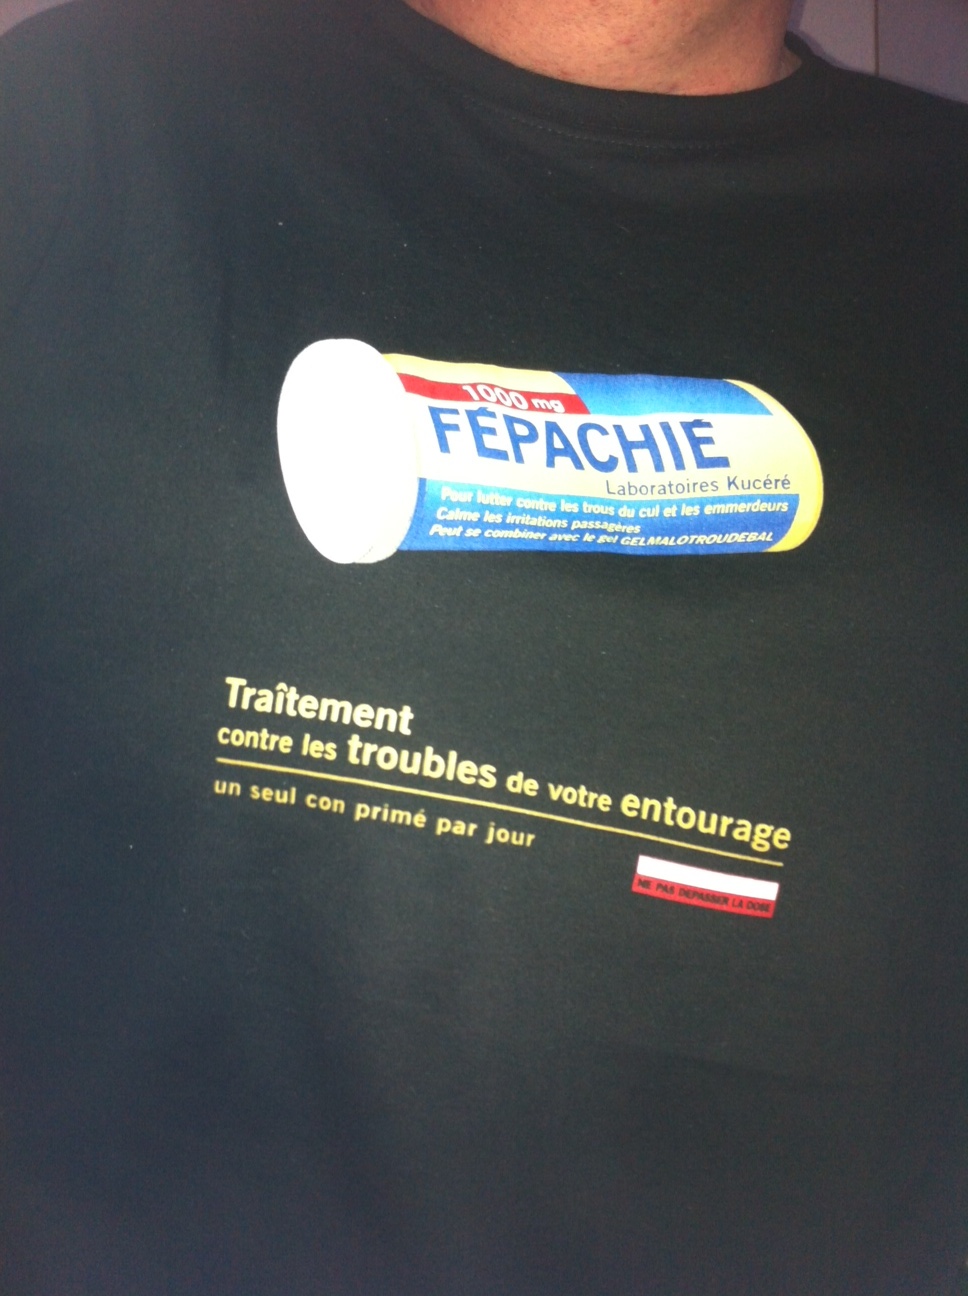 1000 mg
FÉPACHIÉ
Laboratoires Kucéré
Pour lutter contre les trous du cul et les emmerdeurs
Calme les irritations passagères
Peut se combiner avec le gel GELMALOTROUDEBAL
Traîtement
contre les troubles de votre entourage
un seul con primé par jour
NE PAS DEPASSER LA DOSE